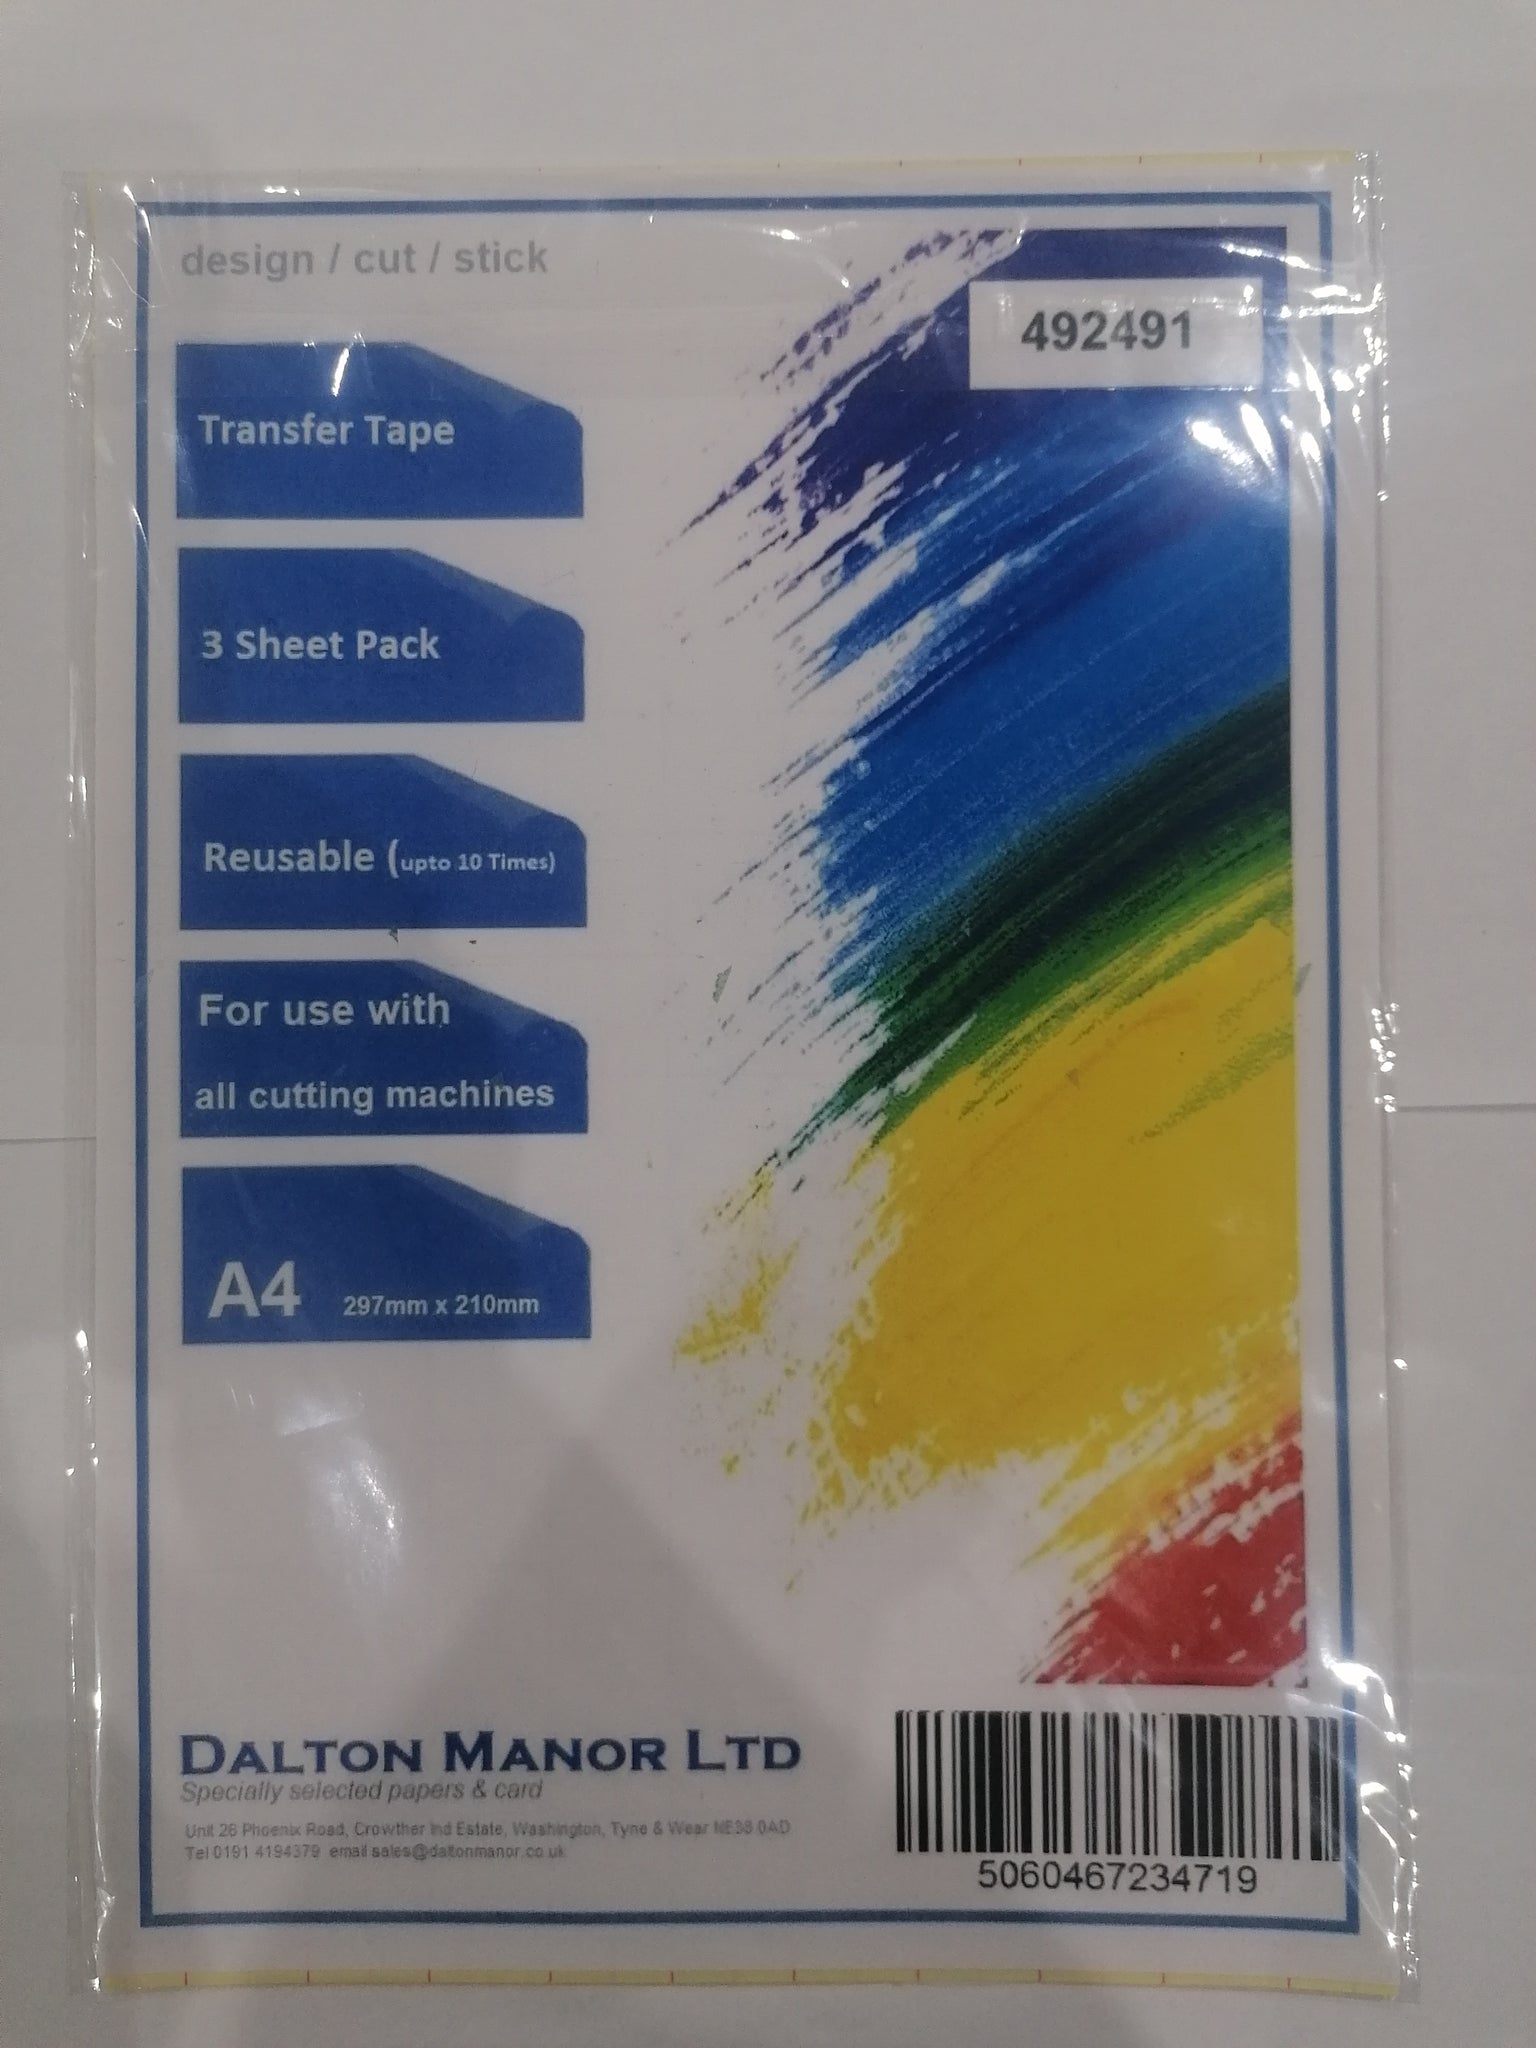 design / cut / stick
492491
Transfer Tape
3 Sheet Pack
Reusable (upto 10 Times)
For use with
all cutting machines
A4 297mm x 210mm
DALTON MANOR LTD
Specially selected papers & card
Unit 26 Phoenix Road, Crowther Ind Estate, Washington, Tyne & Wear NE38 0AD
Tel 0191 4194379 email sales@daltonmanor.co.uk
5060467234719